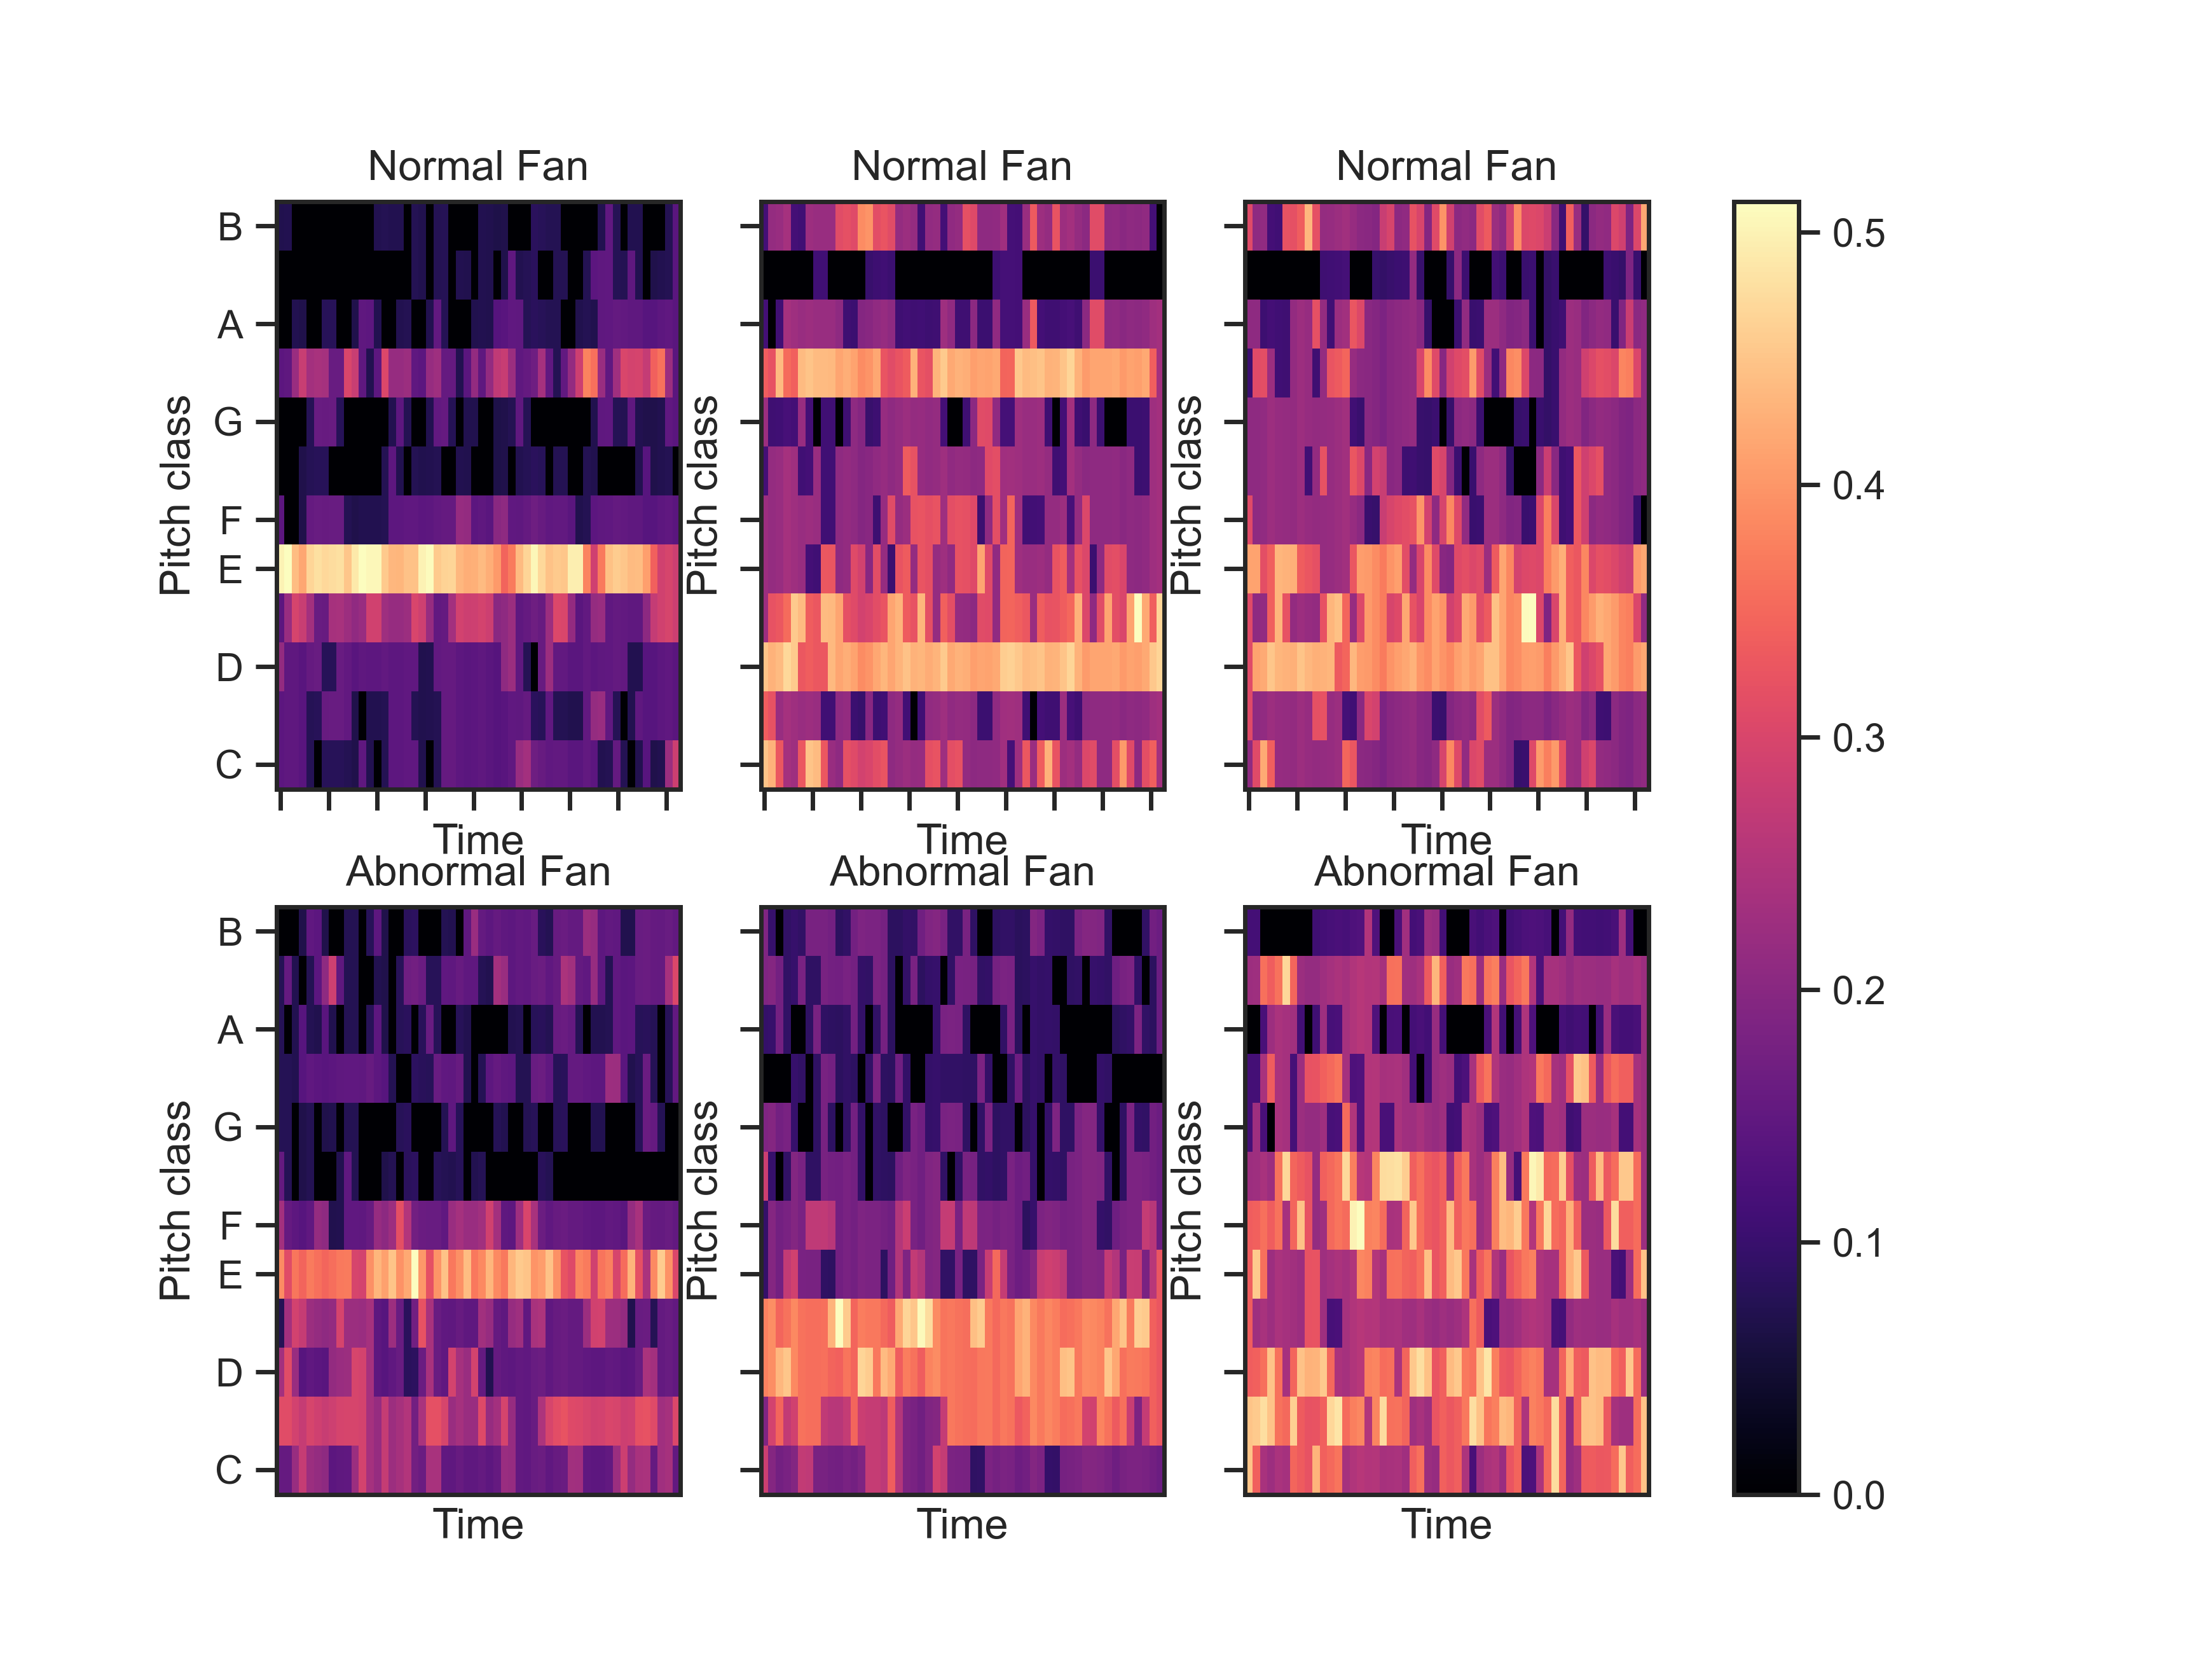 Normal Fan
Normal Fan
Normal Fan
Pitch class
B
A
G
F
E
D
C
Time
Pitch class
Time
Pitch class
Time
Abnormal Fan
Abnormal Fan
Abnormal Fan
Pitch class
B
A
G
F
E
D
C
Time
Pitch class
Time
Pitch class
Time
0.5
0.4
0.3
0.2
0.1
0.0